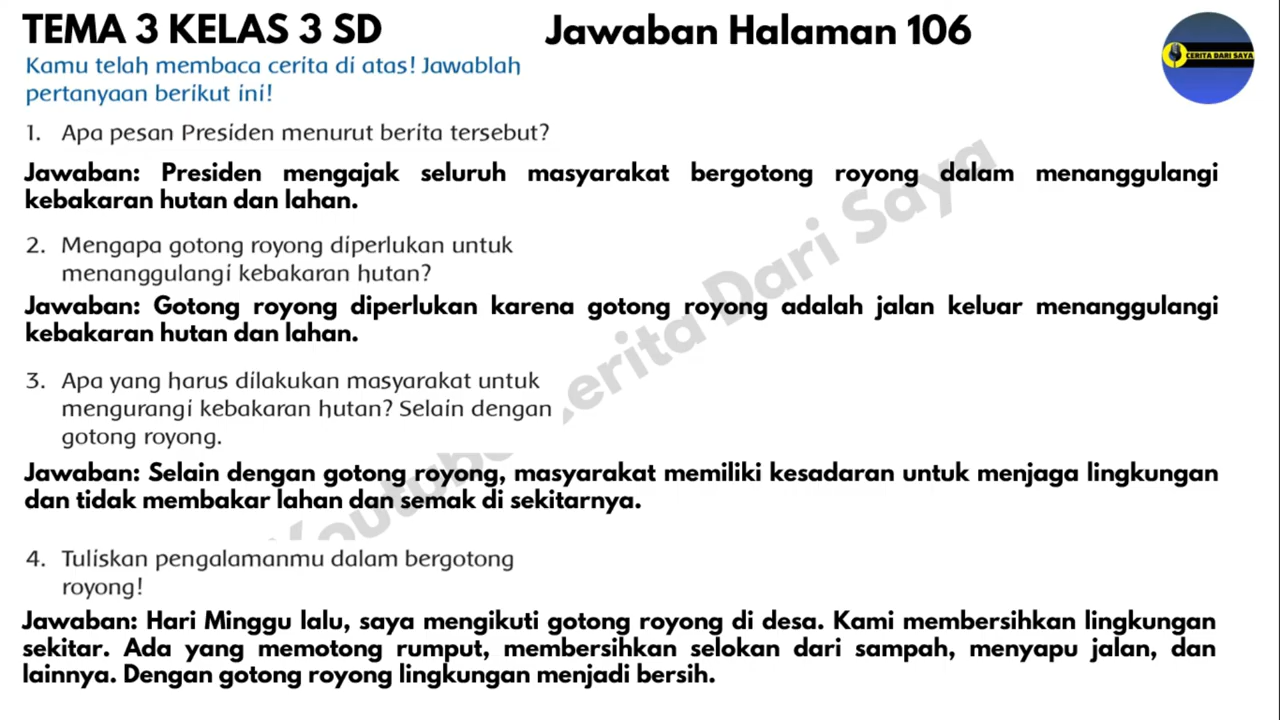 TEMA 3 KELAS 3 SD
Jawaban Halaman 106
CERITA DARI SAYA
Kamu telah membaca cerita di atas! Jawablah
pertanyaan berikut ini!
1. Apa pesan Presiden menurut berita tersebut?
Jawaban: Presiden mengajak seluruh masyarakat bergotong royong dalam menanggulangi
kebakaran hutan dan lahan.
2. Mengapa gotong royong diperlukan untuk
menanggulangi kebakaran hutan?
Jawaban: Gotong royong diperlukan karena gotong royong adalah jalan keluar menanggulangi
kebakaran hutan dan lahan.
3. Apa yang harus dilakukan masyarakat untuk
mengurangi kebakaran hutan? Selain dengan
gotong royong.
Jawaban: Selain dengan gotong royong, masyarakat memiliki kesadaran untuk menjaga lingkungan
dan tidak membakar lahan dan semak di sekitarnya.
4. Tuliskan pengalamanmu dalam bergotong
royong!
Jawaban: Hari Minggu lalu, saya mengikuti gotong royong di desa. Kami membersihkan lingkungan
sekitar. Ada yang memotong rumput, membersihkan selokan dari sampah, menyapu jalan, dan
lainnya. Dengan gotong royong lingkungan menjadi bersih.
Dari Saya